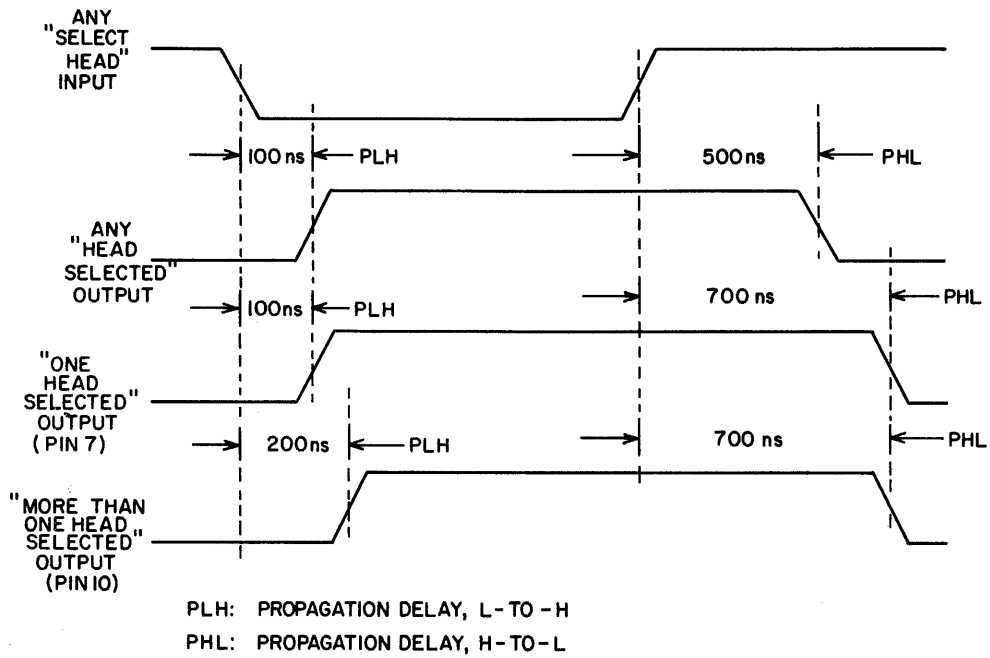 ANY
"SELECT
HEAD"
INPUT
100 ns
PLH
500 ns
PHL
ANY
"HEAD
SELECTED"
OUTPUT
100 ns
PLH
700 ns
PHL
"ONE
HEAD
SELECTED"
OUTPUT
(PIN 7)
200 ns
PLH
700 ns
PHL
"MORE THAN
ONE HEAD
SELECTED"
OUTPUT
(PIN 10)
PLH: PROPAGATION DELAY, L-TO-H
PHL: PROPAGATION DELAY, H-TO-L